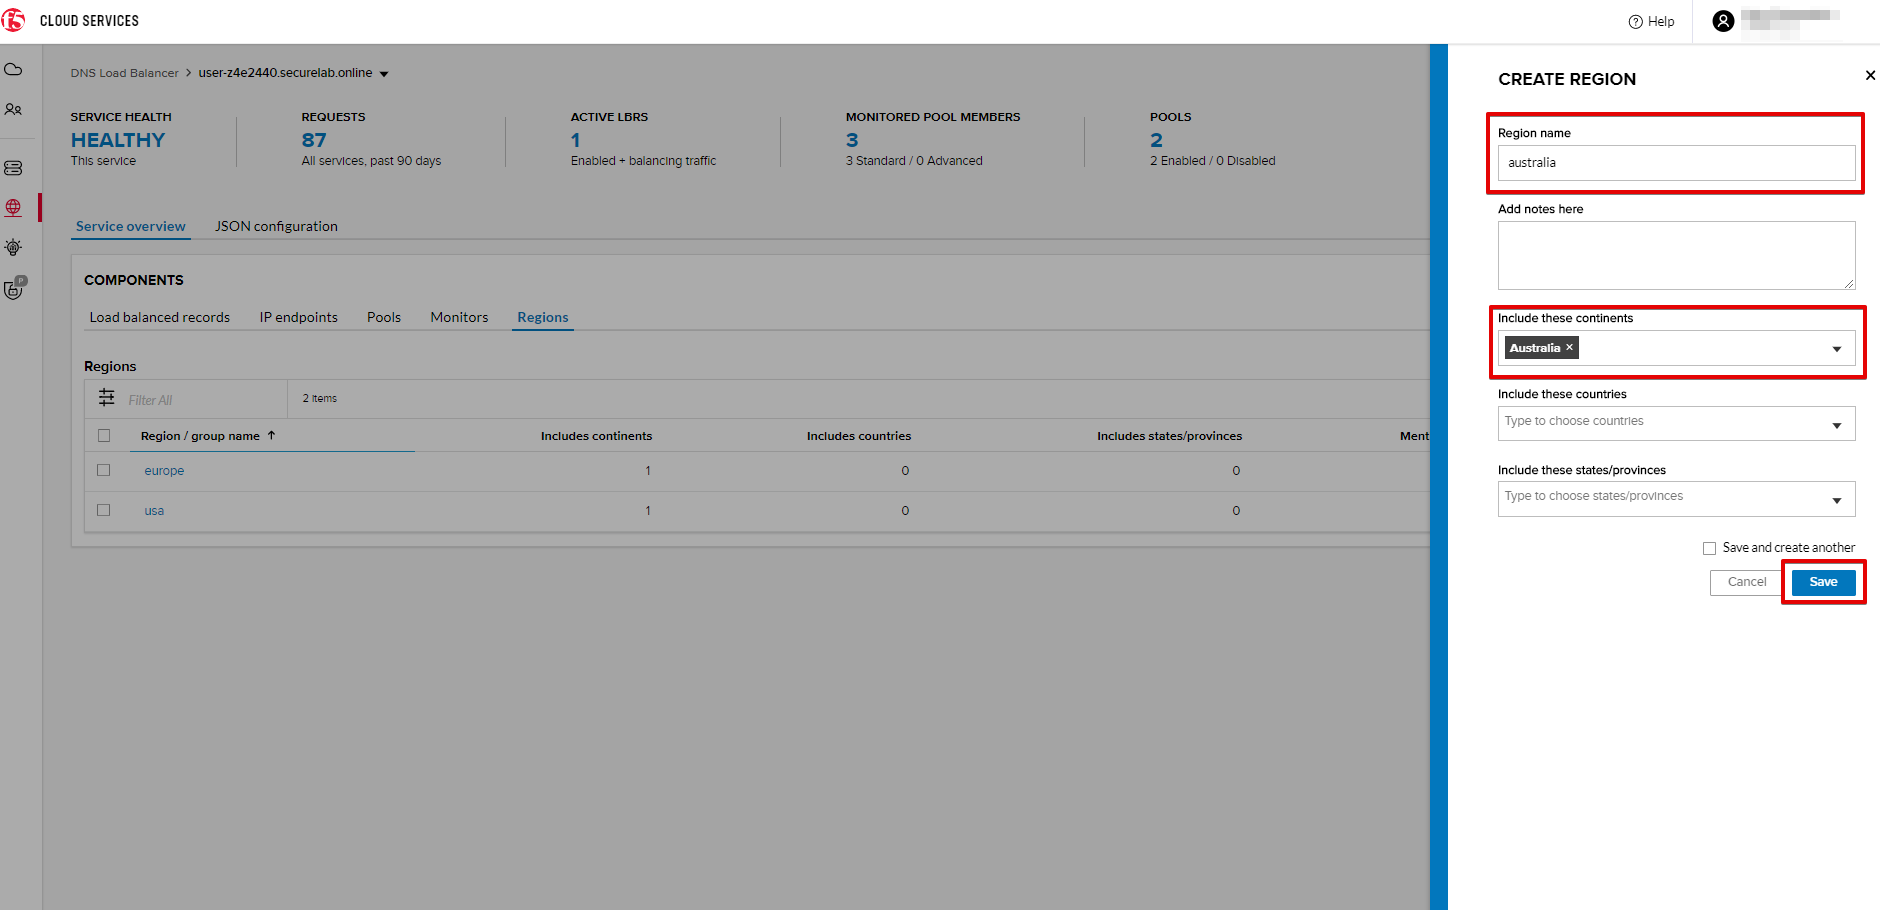 f5 CLOUD SERVICES
Help
DNS Load Balancer > user-z4e2440.securelab.online
SERVICE HEALTH
HEALTHY
This service
REQUESTS
87
All services, past 90 days
ACTIVE LBRS
1
Enabled + balancing traffic
MONITORED POOL MEMBERS
3
3 Standard / 0 Advanced
POOLS
2
2 Enabled / 0 Disabled
Service overview JSON configuration
COMPONENTS
Load balanced records IP endpoints Pools Monitors Regions
Regions
Filter All 2 items
Region / group name ↑ Includes continents Includes countries Includes states/provinces Ment
europe 1 0 0
usa 1 0 0
P
CREATE REGION ×
Region name
australia
Add notes here
Include these continents
Australia ×
Include these countries
Type to choose countries
Include these states/provinces
Type to choose states/provinces
Save and create another
Cancel Save